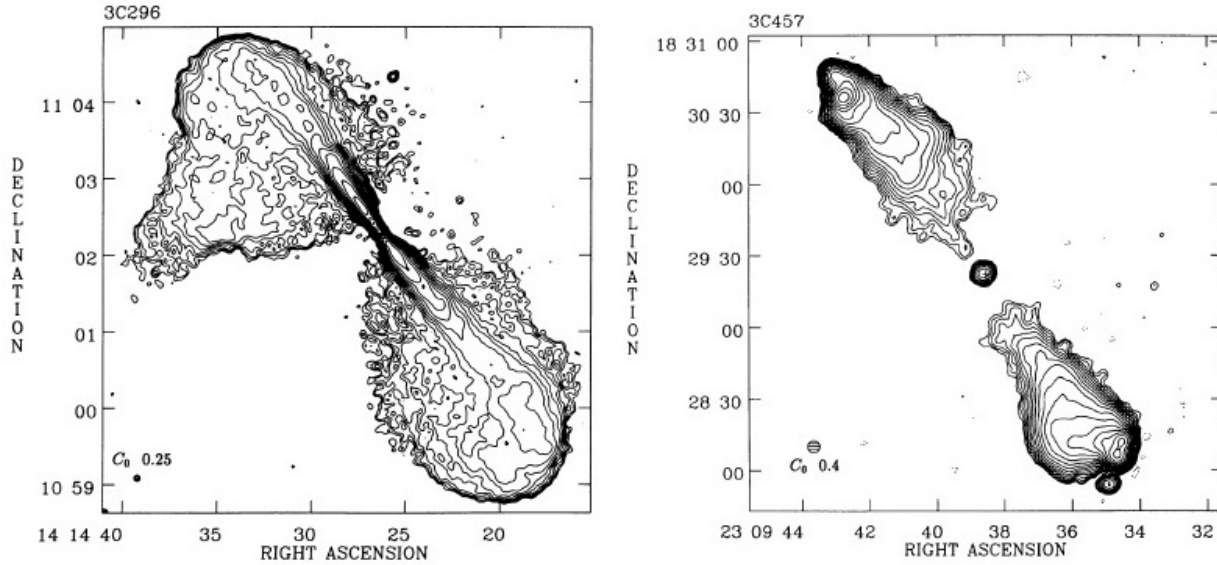 3C296
DECLINATION
11 04
03
02
01
00
10 59
C₀ 0.25
14 14 40
35
30
25
20
RIGHT ASCENSION
3C457
DECLINATION
18 31 00
30 30
00
29 30
00
28 30
00
C₀ 0.4
23 09 44
42
40
38
36
34
32
RIGHT ASCENSION